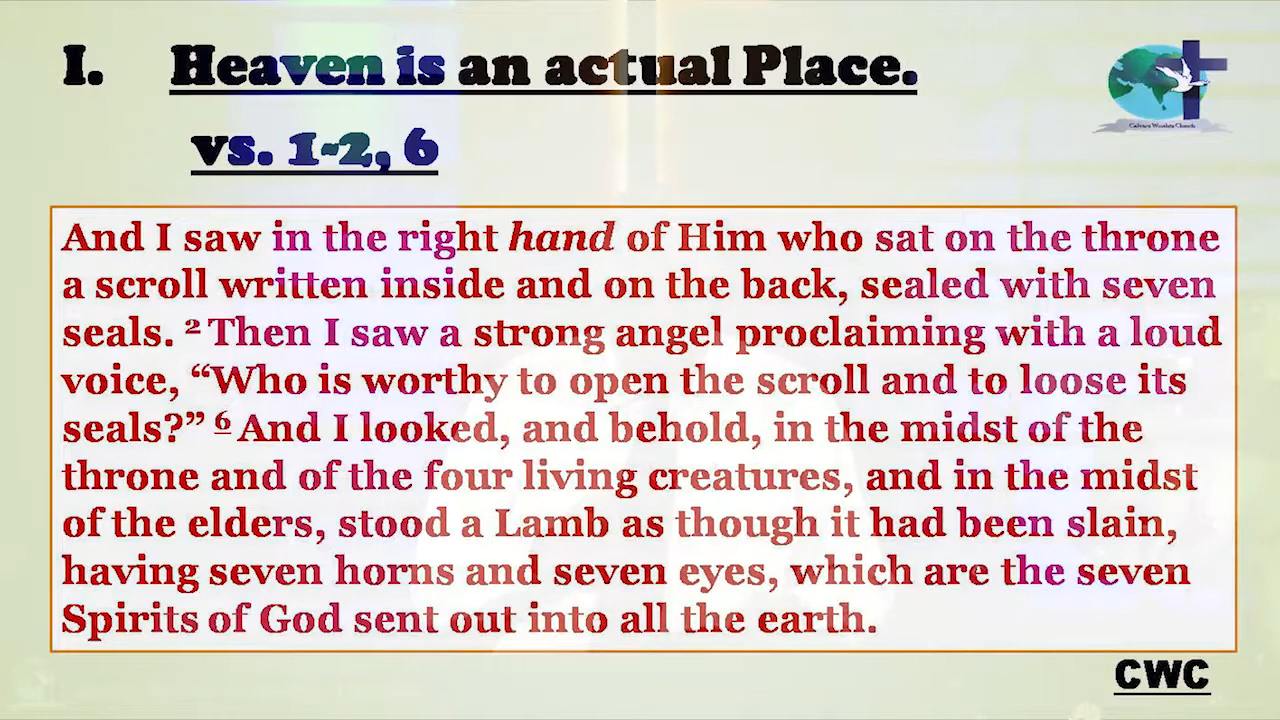 I. Heaven is an actual Place.
vs. 1-2, 6
And I saw in the right hand of Him who sat on the throne
a scroll written inside and on the back, sealed with seven
seals. ² Then I saw a strong angel proclaiming with a loud
voice, “Who is worthy to open the scroll and to loose its
seals?” ⁶ And I looked, and behold, in the midst of the
throne and of the four living creatures, and in the midst
of the elders, stood a Lamb as though it had been slain,
having seven horns and seven eyes, which are the seven
Spirits of God sent out into all the earth.
CWC